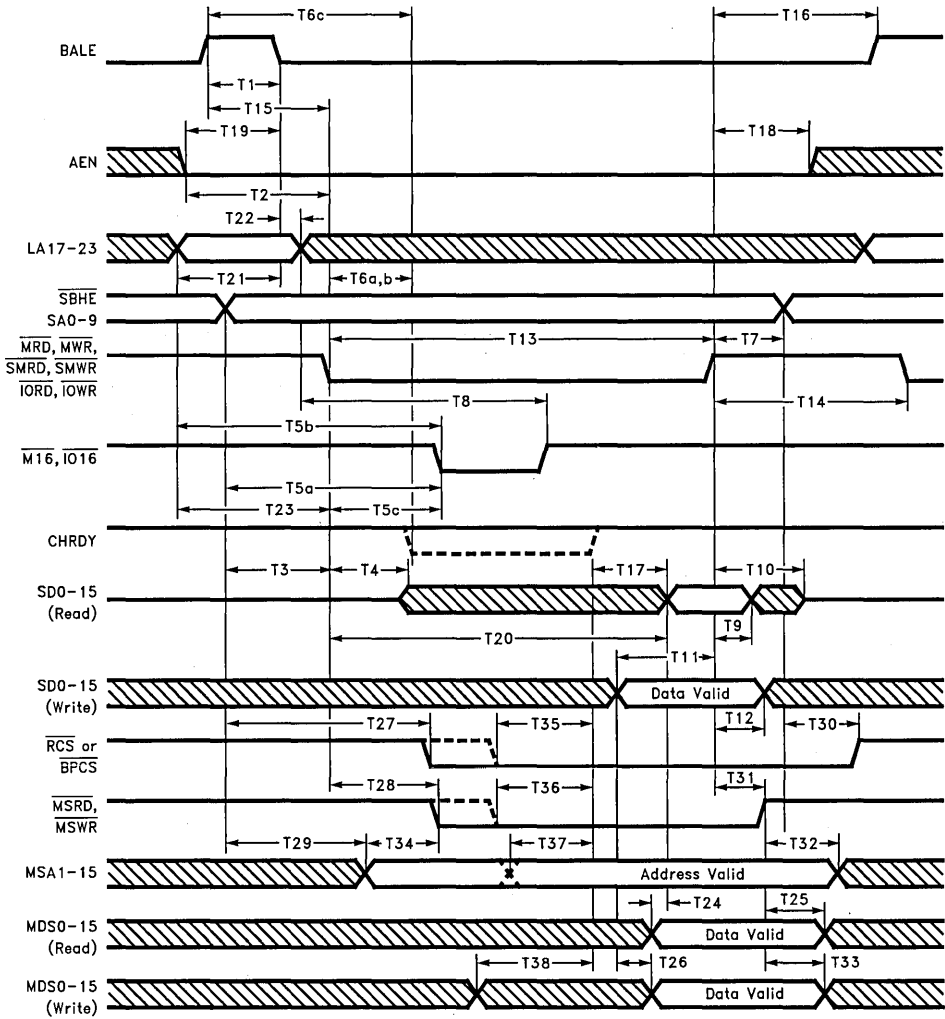 T6c
T16
BALE
T1
T15
T19
T18
AEN
T2
T22
LA17-23
T21
T6a,b
SBHE
SA0-9
T13
T7
MRD, MWR,
SMRD, SMWR
IORD, IOWR
T8
T14
T5b
M16, IO16
T5a
T23
T5c
CHRDY
T3
T4
T17
T10
SD0-15
(Read)
T9
T20
T11
SD0-15
(Write)
Data Valid
T12
T27
T35
T30
RCS or
BPCS
T28
T36
T31
MSRD,
MSWR
T29
T34
T37
T32
MSA1-15
Address Valid
T24
T25
MDS0-15
(Read)
Data Valid
T38
T26
T33
MDS0-15
(Write)
Data Valid